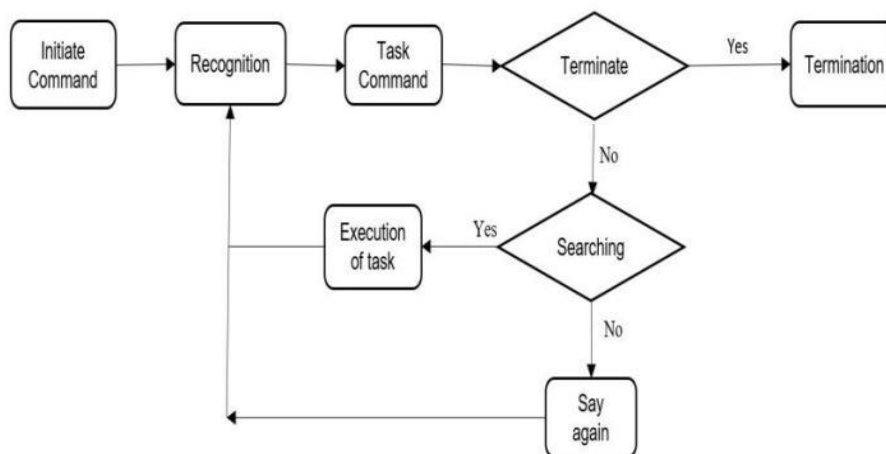 Initiate
Command
Recognition
Task
Command
Terminate
Yes
Termination
No
Execution
of task
Yes
Searching
No
Say
again